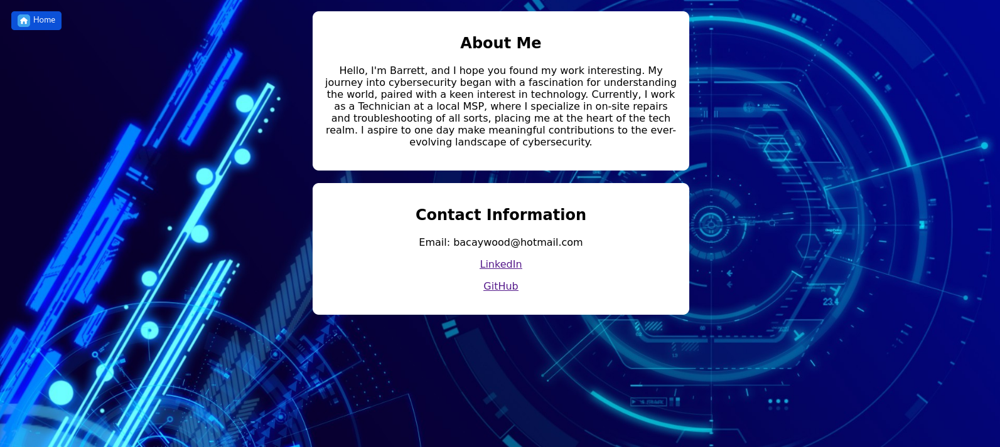 Home
About Me
Hello, I'm Barrett, and I hope you found my work interesting. My
journey into cybersecurity began with a fascination for understanding
the world, paired with a keen interest in technology. Currently, I work
as a Technician at a local MSP, where I specialize in on-site repairs
and troubleshooting of all sorts, placing me at the heart of the tech
realm. I aspire to one day make meaningful contributions to the ever-
evolving landscape of cybersecurity.
Contact Information
Email: bacaywood@hotmail.com
LinkedIn
GitHub
23.4